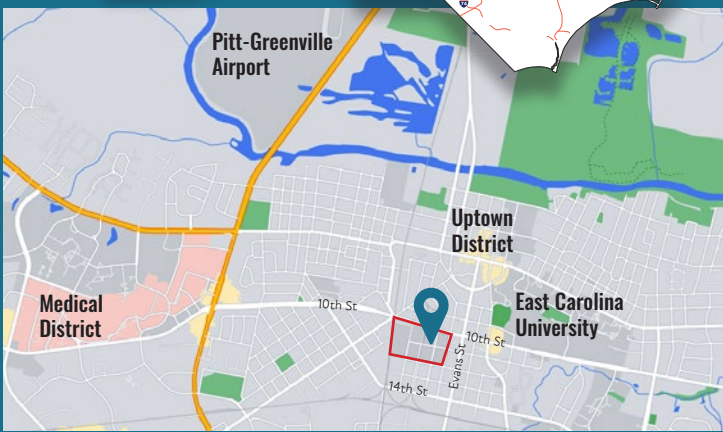 Pitt-Greenville
Airport
Uptown
District
Medical
District
East Carolina
University
10th St
10th St
Evans St
14th St